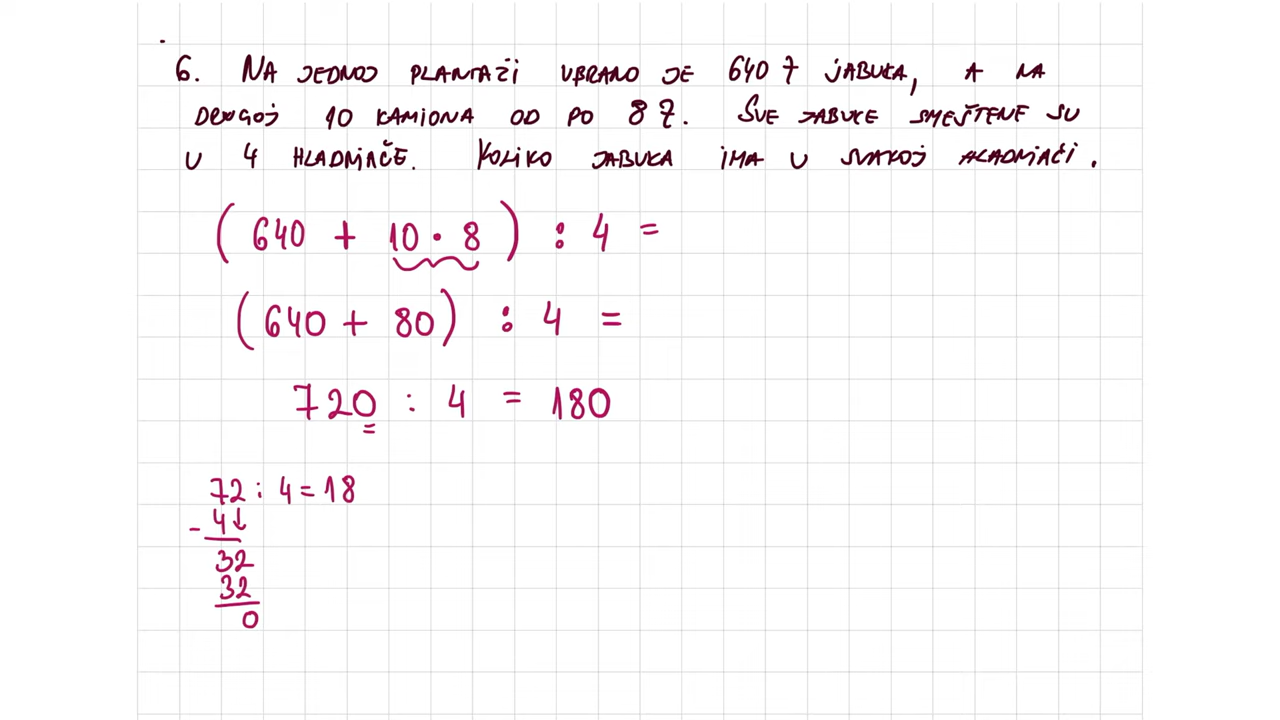 6. NA JEDNOJ PLANTAŽI UBRANO JE 640 t JABUKA, A NA
DRUGOJ 10 KAMIONA OD PO 8 t. SVE JABUKE SMEŠTENE SU
U 4 HLADNJAČE. KOLIKO JABUKA IMA U SVAKOJ HLADNJAČI.
(640 + 10 · 8) : 4 =
(640 + 80) : 4 =
720 : 4 = 180
72 : 4 = 18
- 4↓
32
32
0